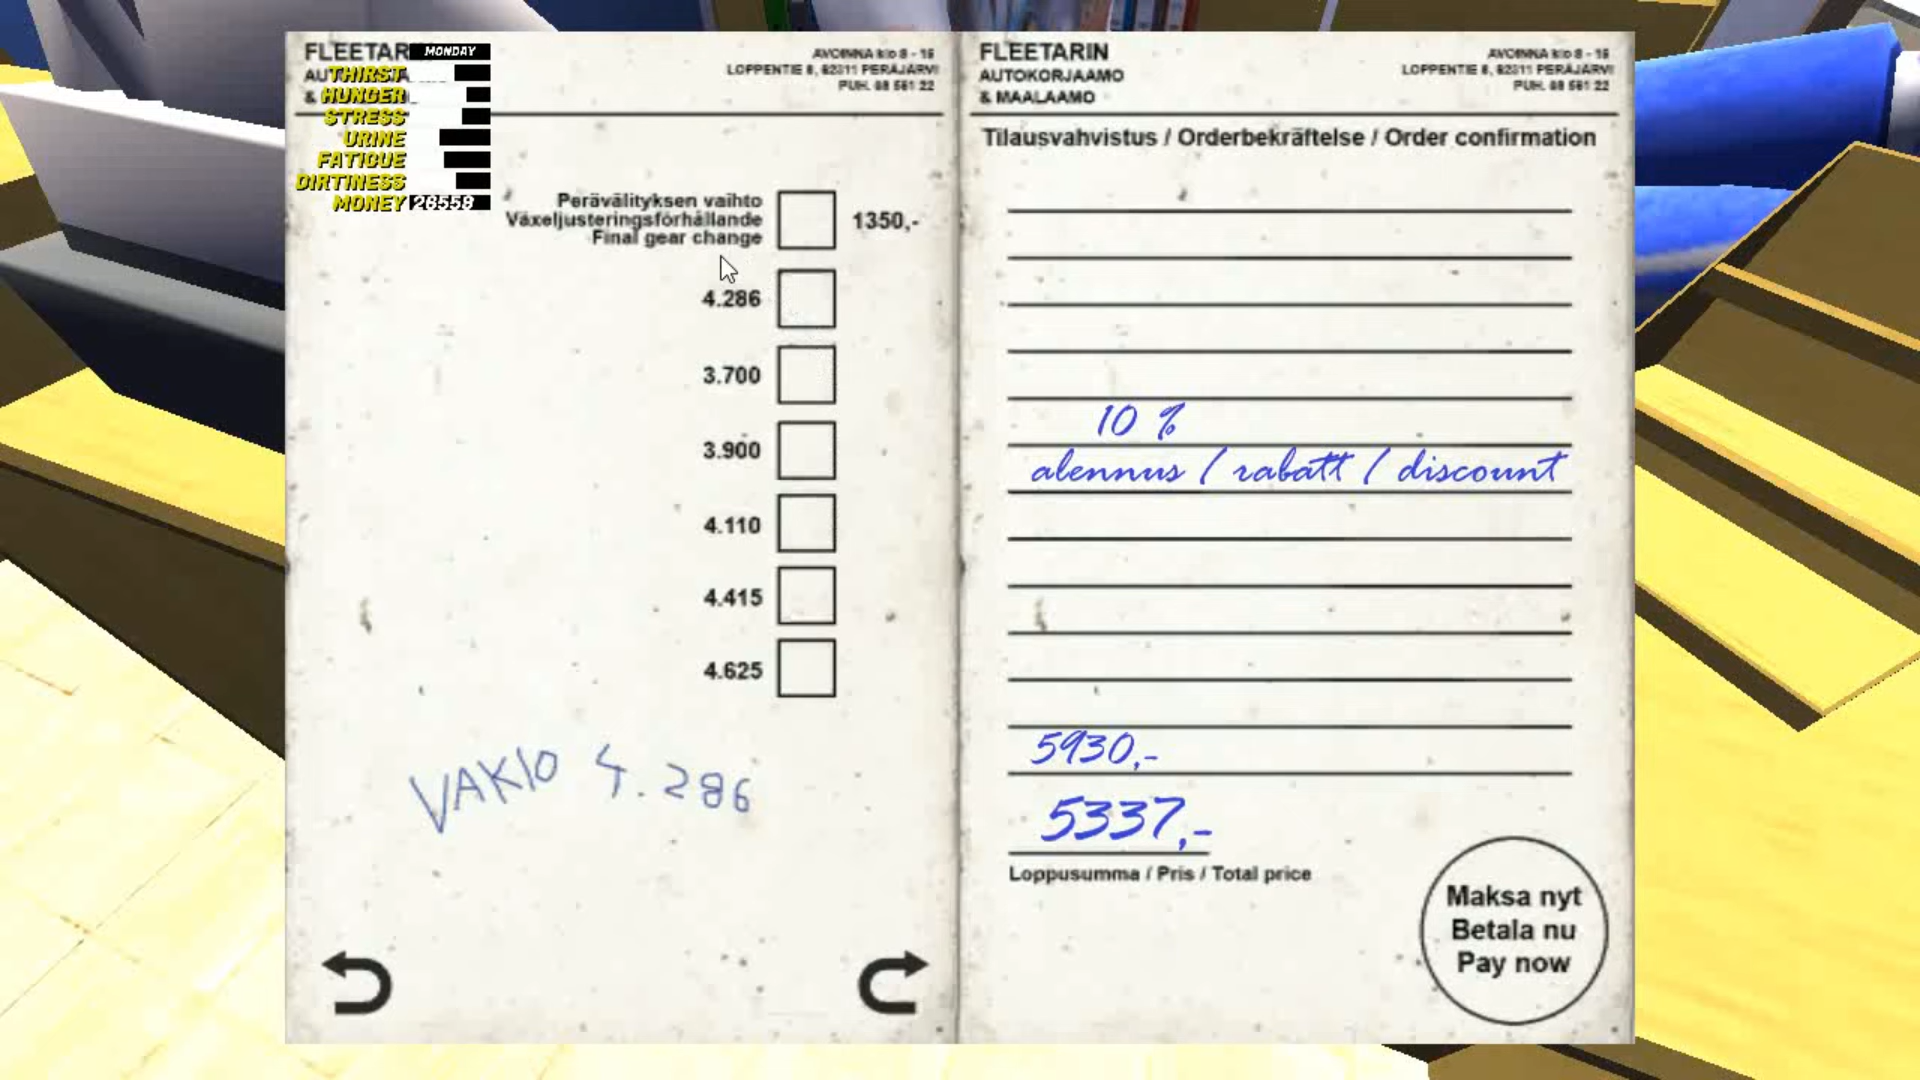 FLEETAR
AU
&
MONDAY
THIRST
HUNGER
STRESS
URINE
FATIGUE
DIRTINESS
MONEY 28559
AVOINNA klo 8 - 16
LOPPENTIE 8, 62311 PERÄJÄRVI
PUH. 08 561 22
Perävälityksen vaihto
Växeljusteringsförhållande
Final gear change
1350,-
4.286
3.700
3.900
4.110
4.415
4.625
VAKIO 4.286
FLEETARIN
AUTOKORJAAMO
& MAALAAMO
AVOINNA klo 8 - 16
LOPPENTIE 8, 62311 PERÄJÄRVI
PUH. 08 561 22
Tilausvahvistus / Orderbekräftelse / Order confirmation
10 %
alennus / rabatt / discount
5930,-
5337,-
Loppusumma / Pris / Total price
Maksa nyt
Betala nu
Pay now